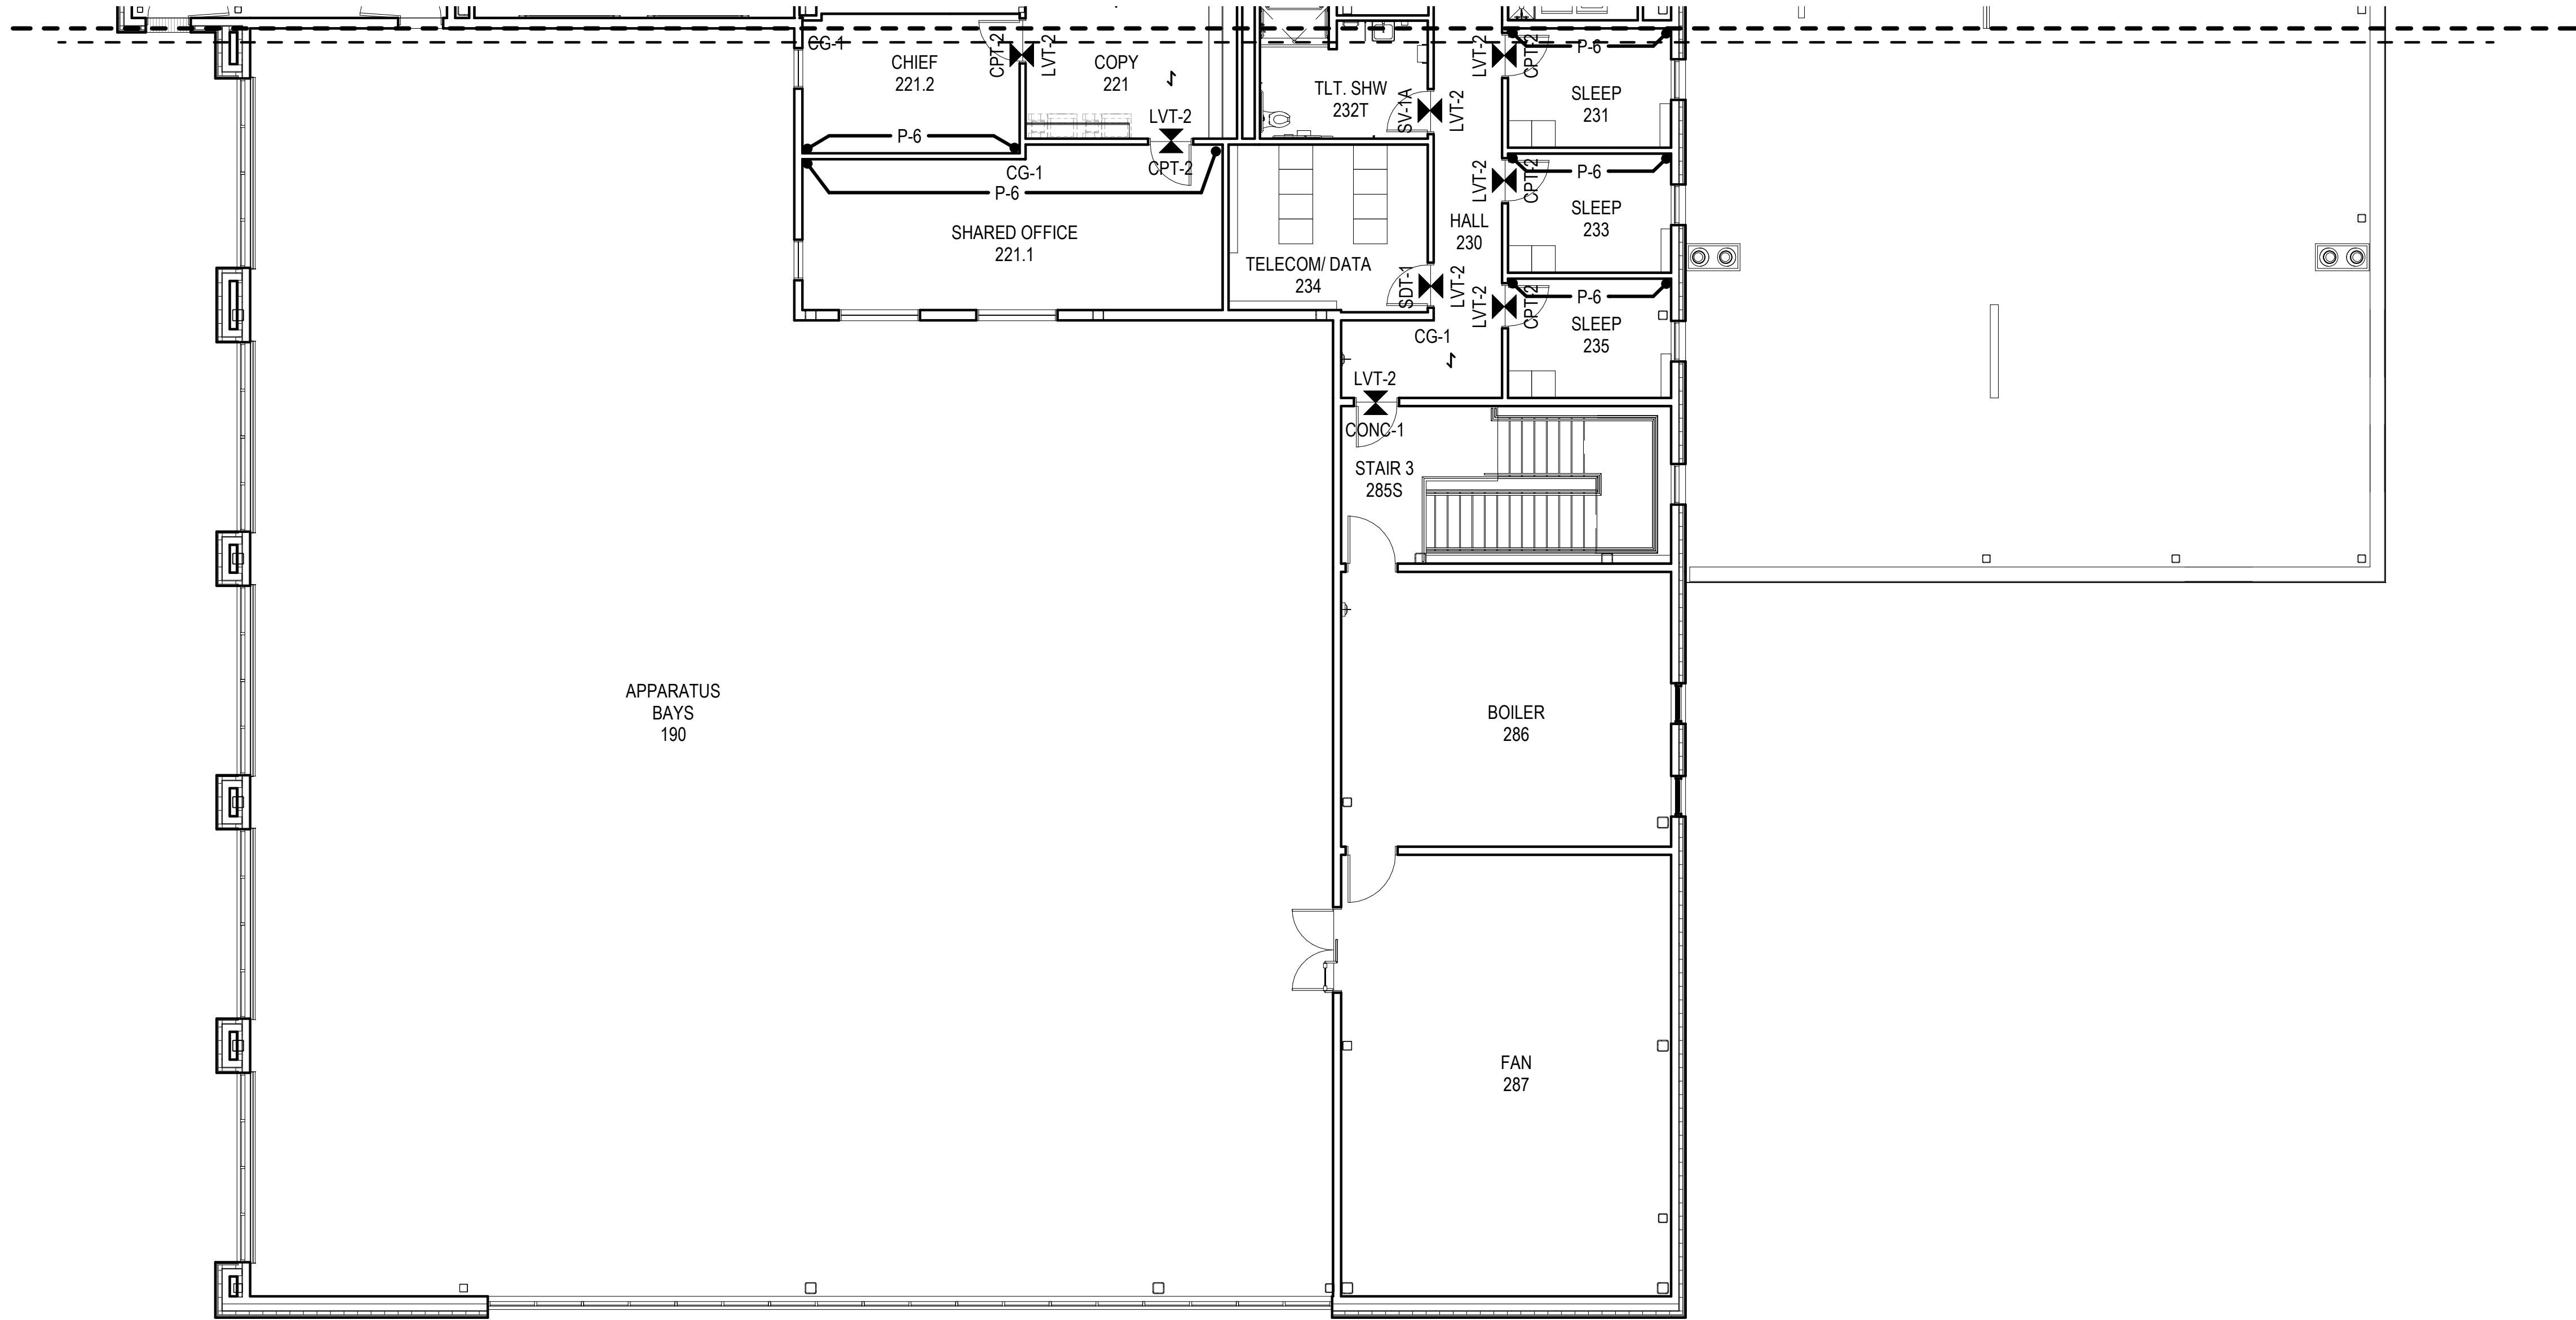 CG-1
CHIEF
221.2
CPT-2
LVT-2
COPY
221
P-6
LVT-2
CPT-2
CG-1
P-6
SHARED OFFICE
221.1
TLT. SHW
232T
SV-1A
LVT-2
LVT-2
CPT-2
P-6
SLEEP
231
LVT-2
CPT-2
P-6
SLEEP
233
HALL
230
TELECOM/ DATA
234
SDT-1
LVT-2
LVT-2
CPT-2
P-6
SLEEP
235
CG-1
LVT-2
CONC-1
STAIR 3
285S
APPARATUS
BAYS
190
BOILER
286
FAN
287